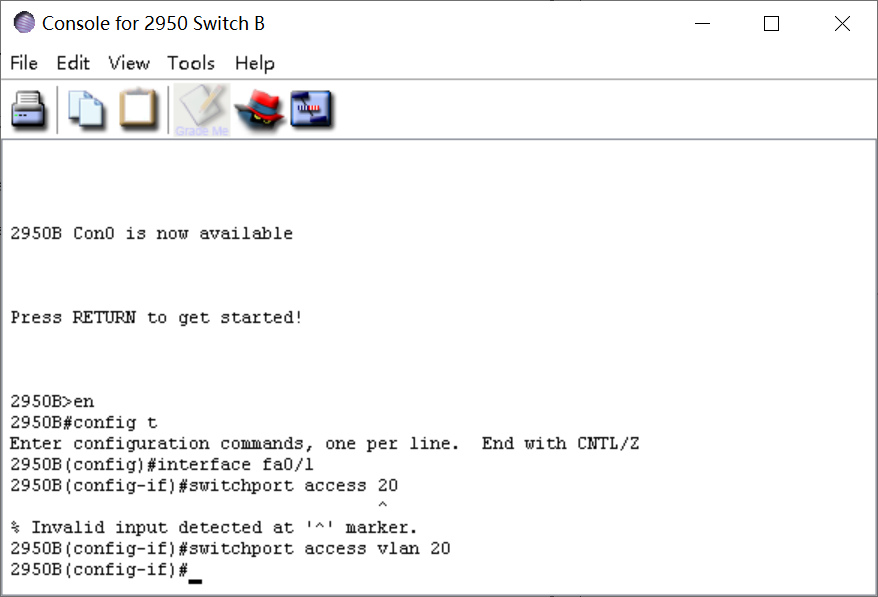 Console for 2950 Switch B
File Edit View Tools Help
Grade Me
2950B Con0 is now available
Press RETURN to get started!
2950B>en
2950B#config t
Enter configuration commands, one per line.  End with CNTL/Z
2950B(config)#interface fa0/1
2950B(config-if)#switchport access 20
^
% Invalid input detected at '^' marker.
2950B(config-if)#switchport access vlan 20
2950B(config-if)#